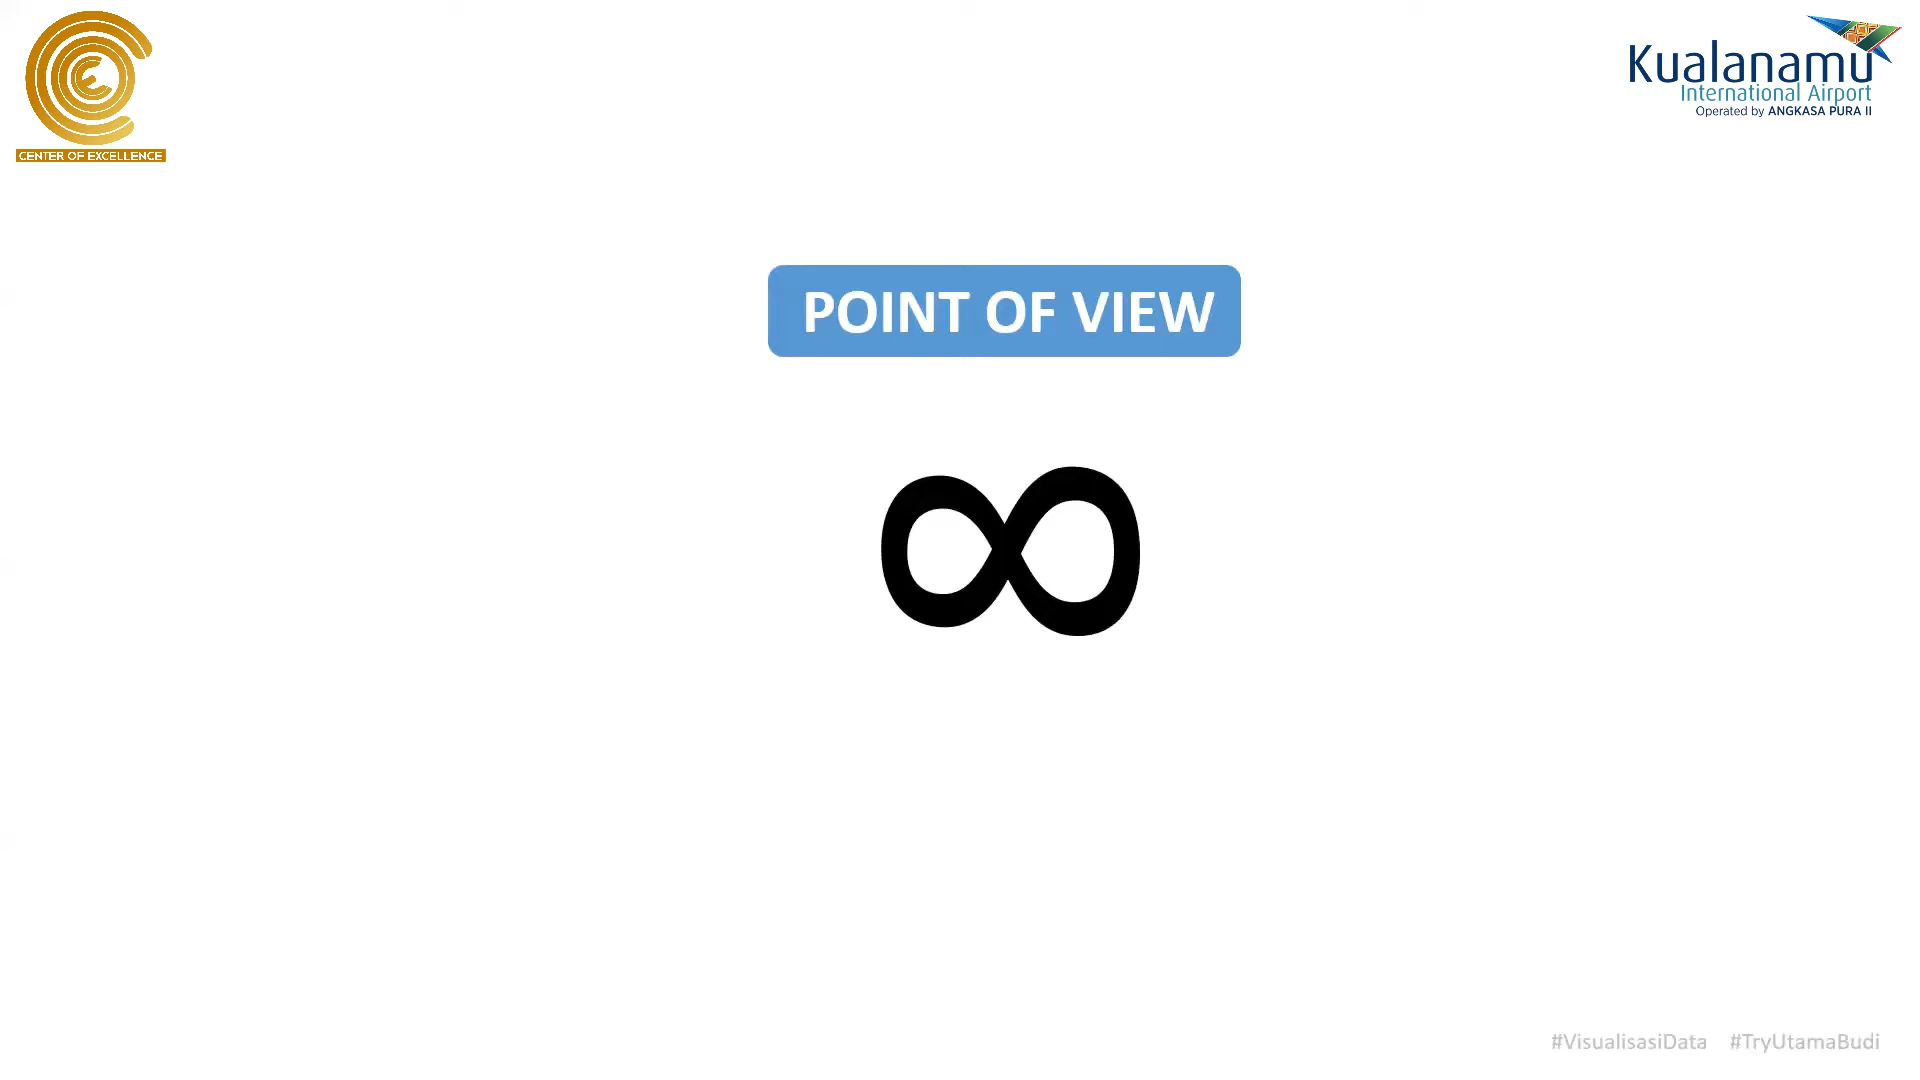 CENTER OF EXCELLENCE
Kualanamu
International Airport
Operated by ANGKASA PURA II
POINT OF VIEW
∞
#VisualisasiData #TryUtamaBudi